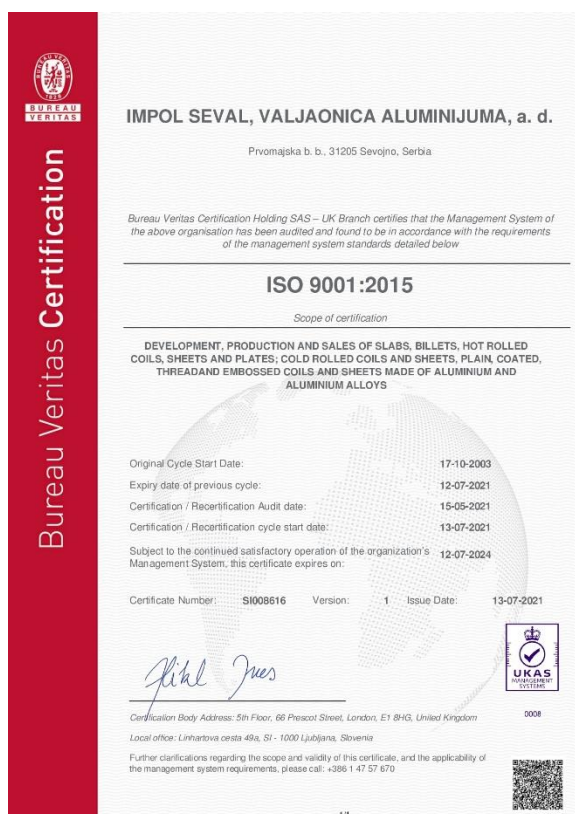 BUREAU
VERITAS
Bureau Veritas Certification
IMPOL SEVAL, VALJAONICA ALUMINIJUMA, a. d.
Prvomajska b. b., 31205 Sevojno, Serbia
Bureau Veritas Certification Holding SAS – UK Branch certifies that the Management System of
the above organisation has been audited and found to be in accordance with the requirements
of the management system standards detailed below
ISO 9001:2015
Scope of certification
DEVELOPMENT, PRODUCTION AND SALES OF SLABS, BILLETS, HOT ROLLED
COILS, SHEETS AND PLATES; COLD ROLLED COILS AND SHEETS, PLAIN, COATED,
THREADAND EMBOSSED COILS AND SHEETS MADE OF ALUMINIUM AND
ALUMINIUM ALLOYS
Original Cycle Start Date: 17-10-2003
Expiry date of previous cycle: 12-07-2021
Certification / Recertification Audit date: 15-05-2021
Certification / Recertification cycle start date: 13-07-2021
Subject to the continued satisfactory operation of the organization's
Management System, this certificate expires on: 12-07-2024
Certificate Number: SI008616 Version: 1 Issue Date: 13-07-2021
UKAS
MANAGEMENT
SYSTEMS
0008
Certification Body Address: 5th Floor, 66 Prescot Street, London, E1 8HG, United Kingdom
Local office: Linhartova cesta 49a, SI - 1000 Ljubljana, Slovenia
Further clarifications regarding the scope and validity of this certificate, and the applicability of
the management system requirements, please call: +386 1 47 57 670